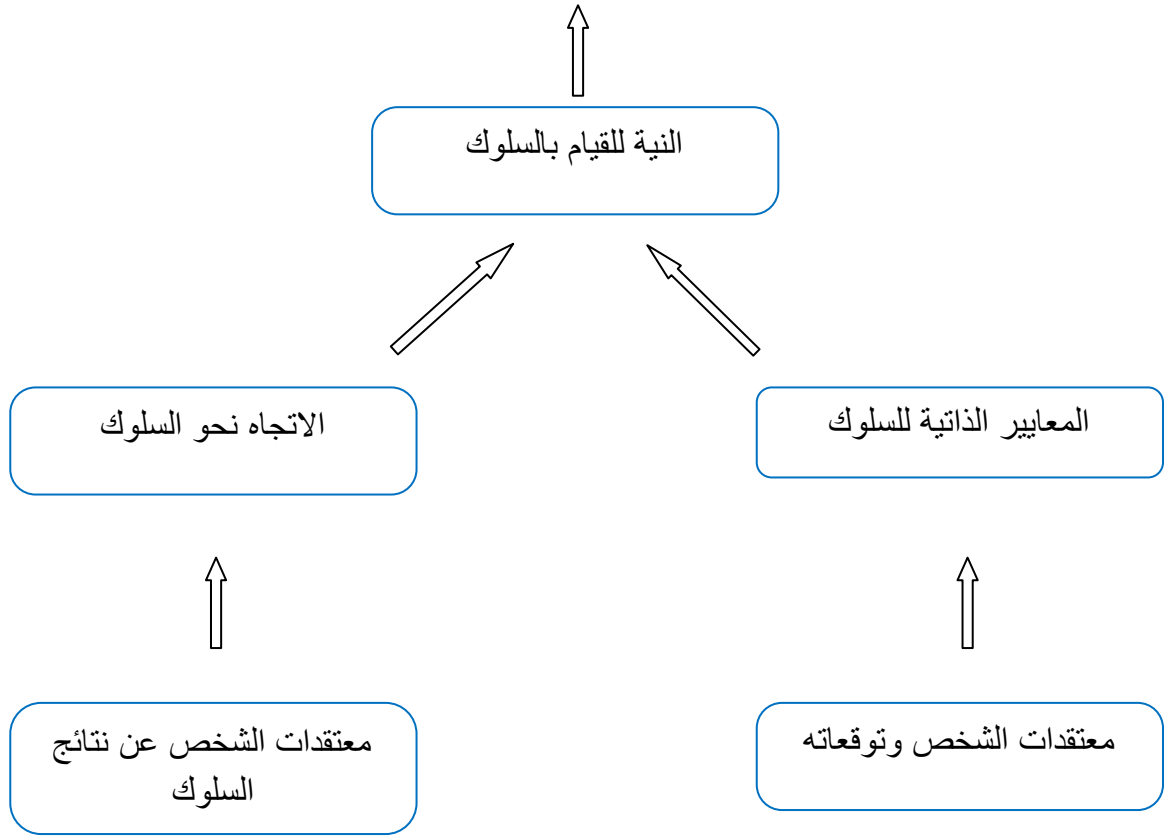 النية للقيام بالسلوك
المعايير الذاتية للسلوك
الاتجاه نحو السلوك
معتقدات الشخص وتوقعاته
معتقدات الشخص عن نتائج
السلوك